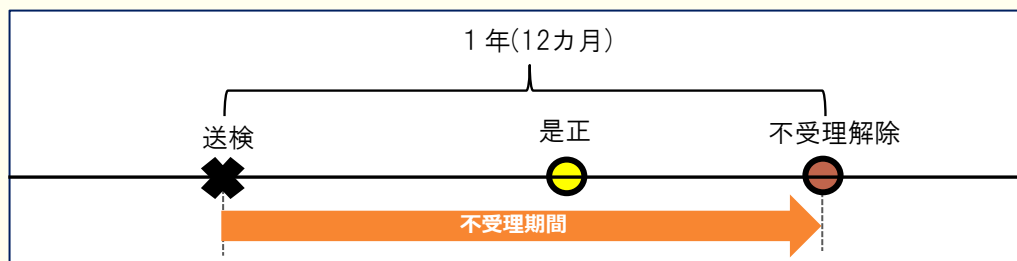 １年(12カ月)
送検
是正
不受理解除
不受理期間